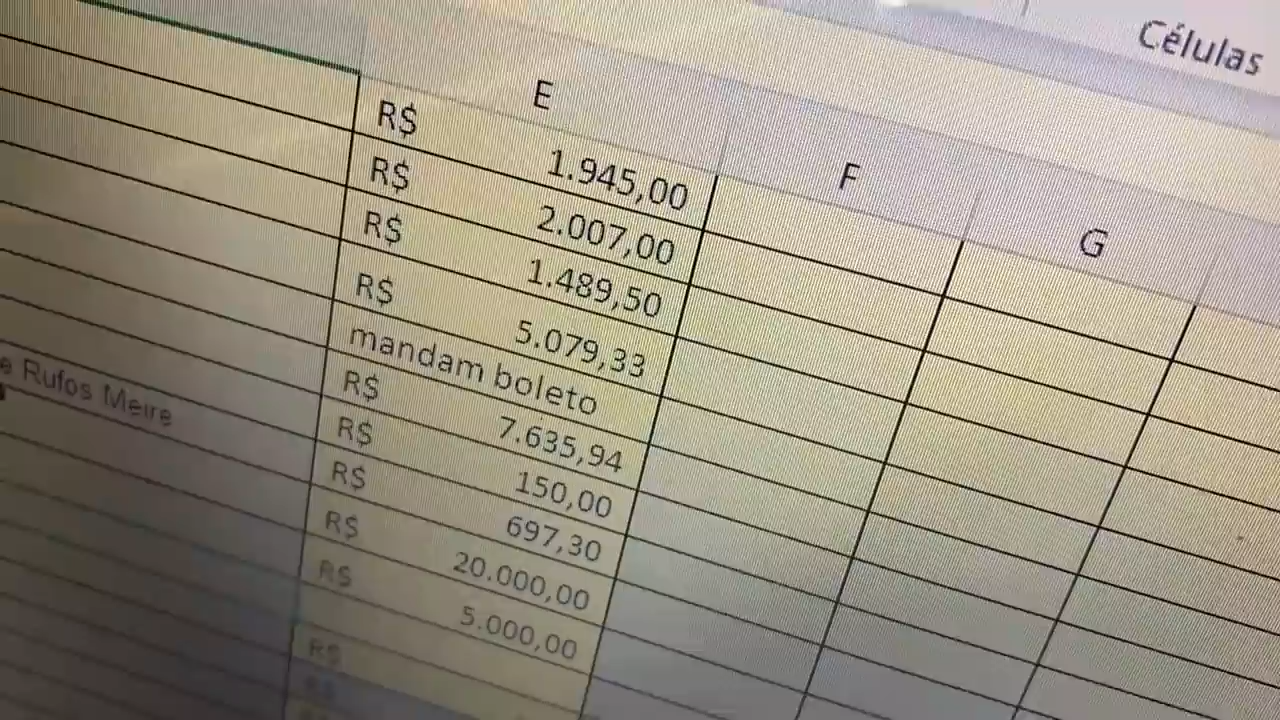 Células
E F G
R$ 1.945,00
R$ 2.007,00
R$ 1.489,50
R$ 5.079,33
mandam boleto
R$ 7.635,94
e Rufos Meire R$ 150,00
R$ 697,30
R$ 20.000,00
R$ 5.000,00
R$
R$